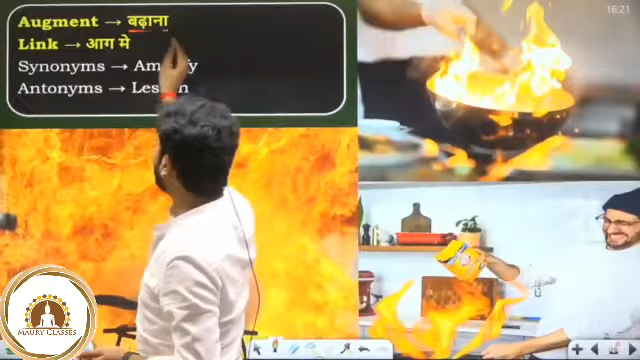 Augment → बढ़ाना
Link → आग मे
Synonyms →
Antonyms →
16:21
MAURY CLASSES